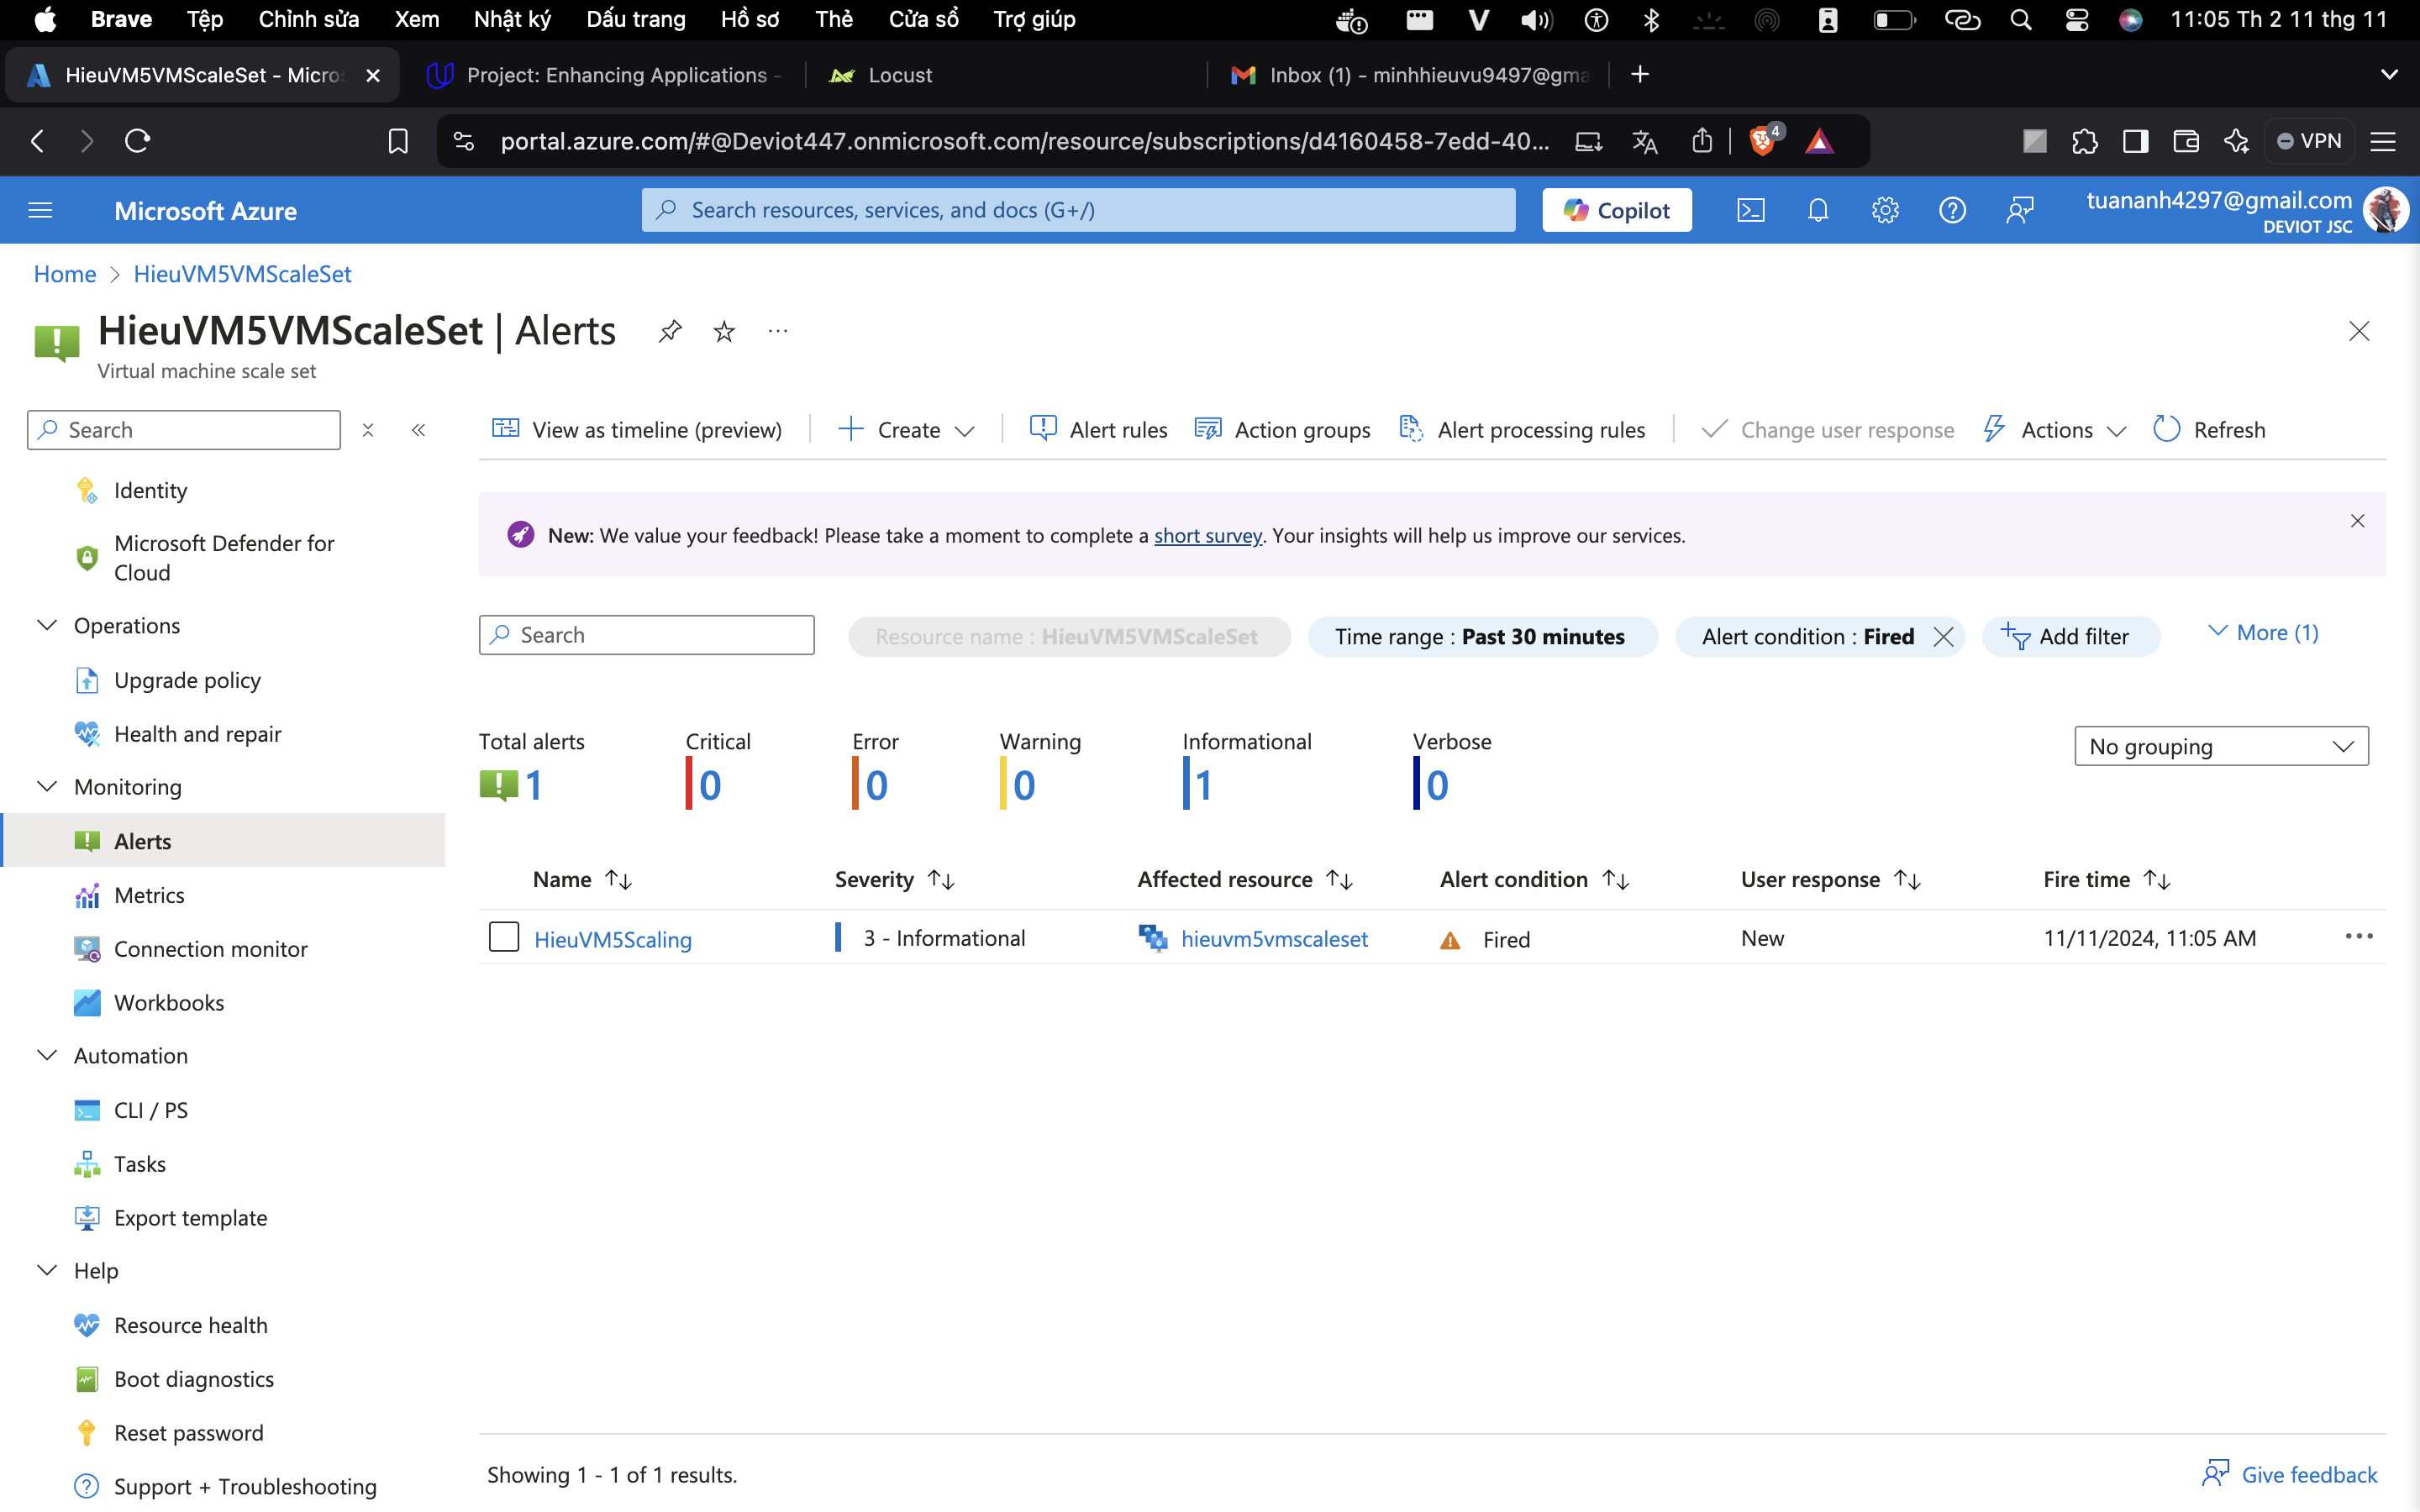 Brave Tệp Chỉnh sửa Xem Nhật ký Dấu trang Hồ sơ Thẻ Cửa sổ Trợ giúp 11:05 Th 2 11 thg 11
HieuVM5VMScaleSet - Micros Project: Enhancing Applications - Locust Inbox (1) - minhhieuvu9497@gma
portal.azure.com/#@Deviot447.onmicrosoft.com/resource/subscriptions/d4160458-7edd-40... 4 VPN
Microsoft Azure Search resources, services, and docs (G+/) Copilot tuananh4297@gmail.com
DEVIOT JSC
Home > HieuVM5VMScaleSet
HieuVM5VMScaleSet | Alerts
Virtual machine scale set
Search
View as timeline (preview) Create Alert rules Action groups Alert processing rules Change user response Actions Refresh
Identity
Microsoft Defender for
Cloud
Operations
Upgrade policy
Health and repair
Monitoring
Alerts
Metrics
Connection monitor
Workbooks
Automation
CLI / PS
Tasks
Export template
Help
Resource health
Boot diagnostics
Reset password
Support + Troubleshooting
New: We value your feedback! Please take a moment to complete a short survey. Your insights will help us improve our services.
Search Resource name : HieuVM5VMScaleSet Time range : Past 30 minutes Alert condition : Fired Add filter More (1)
Total alerts Critical Error Warning Informational Verbose
1 0 0 0 1 0
No grouping
Name Severity Affected resource Alert condition User response Fire time
HieuVM5Scaling 3 - Informational hieuvm5vmscaleset Fired New 11/11/2024, 11:05 AM
Showing 1 - 1 of 1 results.
Give feedback